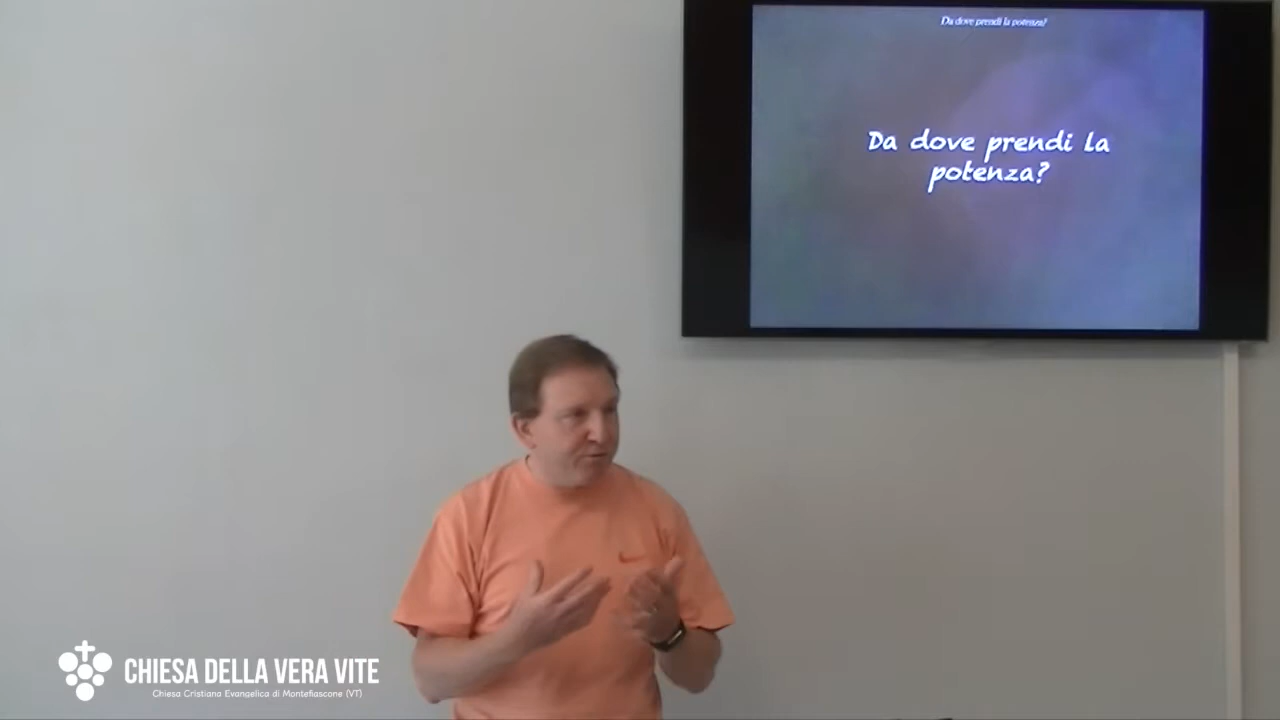 Da dove prendi la potenza?
Da dove prendi la
potenza?
CHIESA DELLA VERA VITE
Chiesa Cristiana Evangelica di Montefiascone (VT)